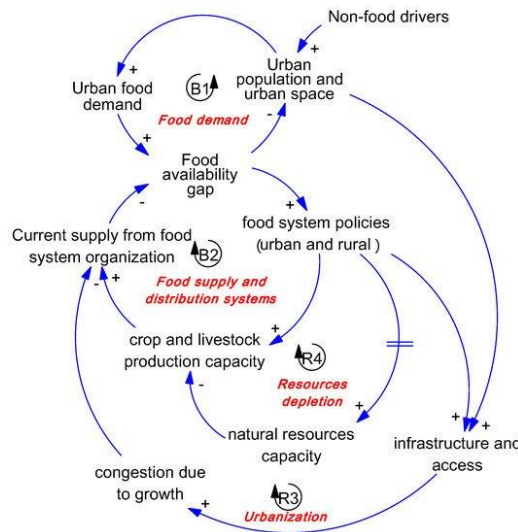 Non-food drivers
+
+
Urban
population and
urban space
Urban food
demand
B1
Food demand
-
+
Food
availability
gap
-
+
food system policies
(urban and rural )
Current supply from food
system organization
B2
- +
Food supply and
distribution systems
+
crop and livestock
production capacity
R4
-
Resources
depletion
+
+ +
natural resources
capacity
infrastructure and
access
congestion due
to growth
R3
+
Urbanization